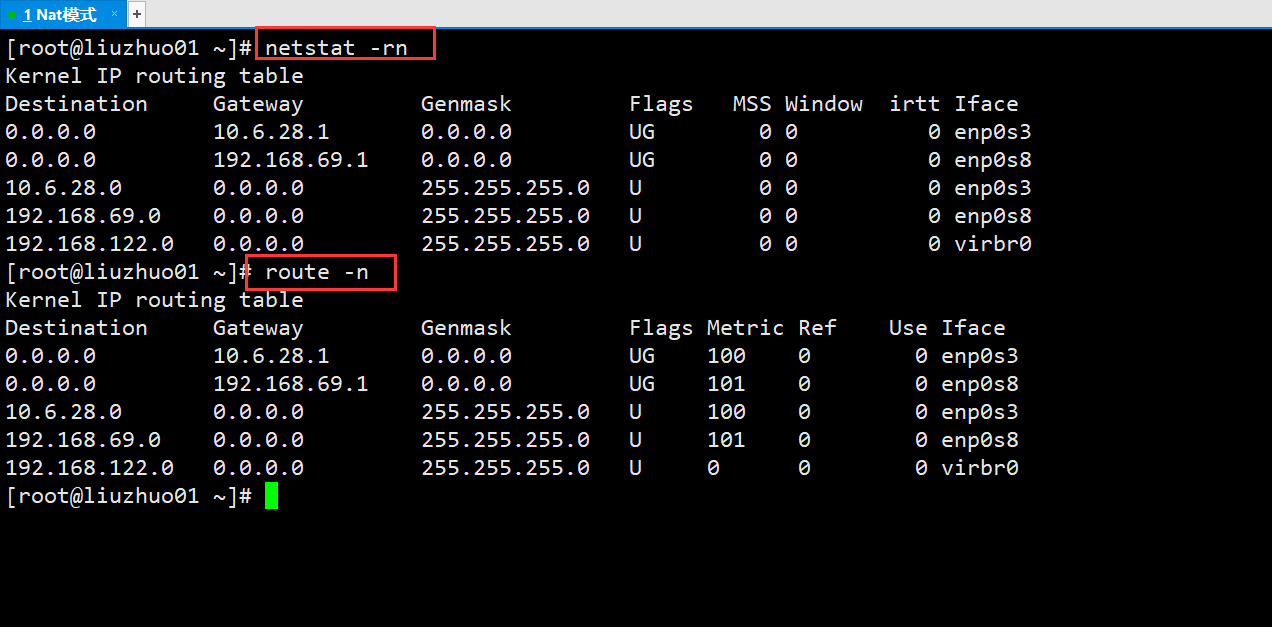 1 Nat模式 × +
[root@liuzhuo01 ~]# netstat -rn
Kernel IP routing table
Destination     Gateway         Genmask         Flags   MSS Window  irtt Iface
0.0.0.0         10.6.28.1       0.0.0.0         UG        0 0          0 enp0s3
0.0.0.0         192.168.69.1    0.0.0.0         UG        0 0          0 enp0s8
10.6.28.0       0.0.0.0         255.255.255.0   U         0 0          0 enp0s3
192.168.69.0    0.0.0.0         255.255.255.0   U         0 0          0 enp0s8
192.168.122.0   0.0.0.0         255.255.255.0   U         0 0          0 virbr0
[root@liuzhuo01 ~]# route -n
Kernel IP routing table
Destination     Gateway         Genmask         Flags Metric Ref    Use Iface
0.0.0.0         10.6.28.1       0.0.0.0         UG    100    0        0 enp0s3
0.0.0.0         192.168.69.1    0.0.0.0         UG    101    0        0 enp0s8
10.6.28.0       0.0.0.0         255.255.255.0   U     100    0        0 enp0s3
192.168.69.0    0.0.0.0         255.255.255.0   U     101    0        0 enp0s8
192.168.122.0   0.0.0.0         255.255.255.0   U     0      0        0 virbr0
[root@liuzhuo01 ~]#